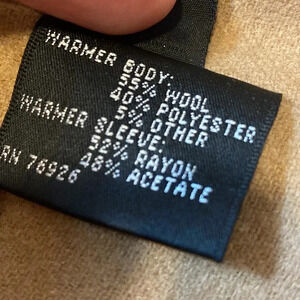 WARMER BODY:
55% WOOL
40% POLYESTER
5% OTHER
WARMER SLEEVE:
52% RAYON
48% ACETATE
RN 76926